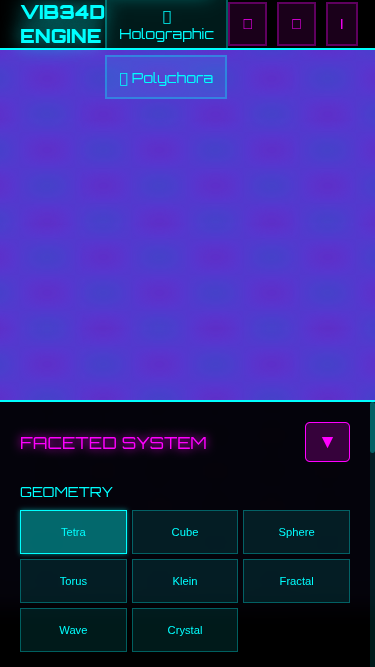 VIB34D
ENGINE
Holographic
Polychora
FACETED SYSTEM
▼
GEOMETRY
Tetra
Cube
Sphere
Torus
Klein
Fractal
Wave
Crystal